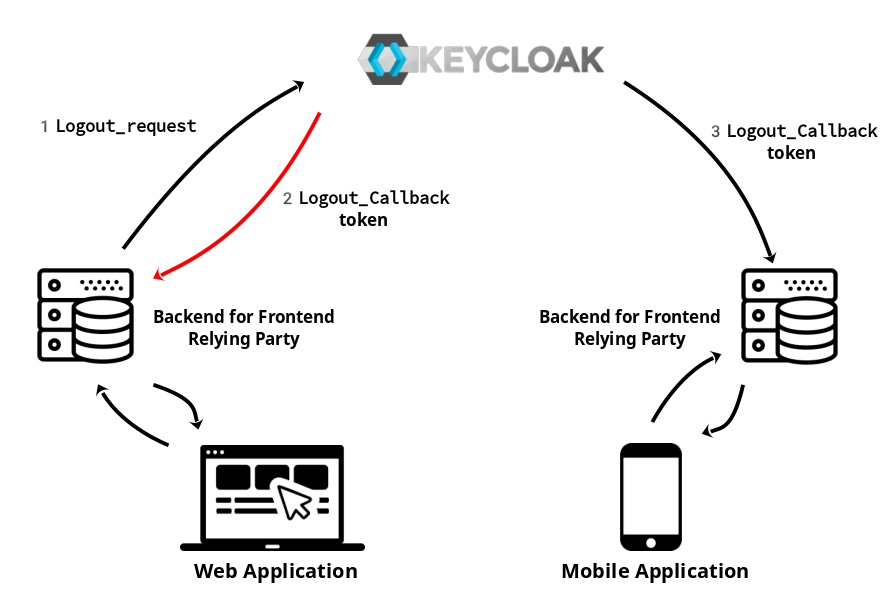 KEYCLOAK
1 Logout_request
2 Logout_Callback
token
3 Logout_Callback
token
Backend for Frontend
Relying Party
Backend for Frontend
Relying Party
Web Application
Mobile Application